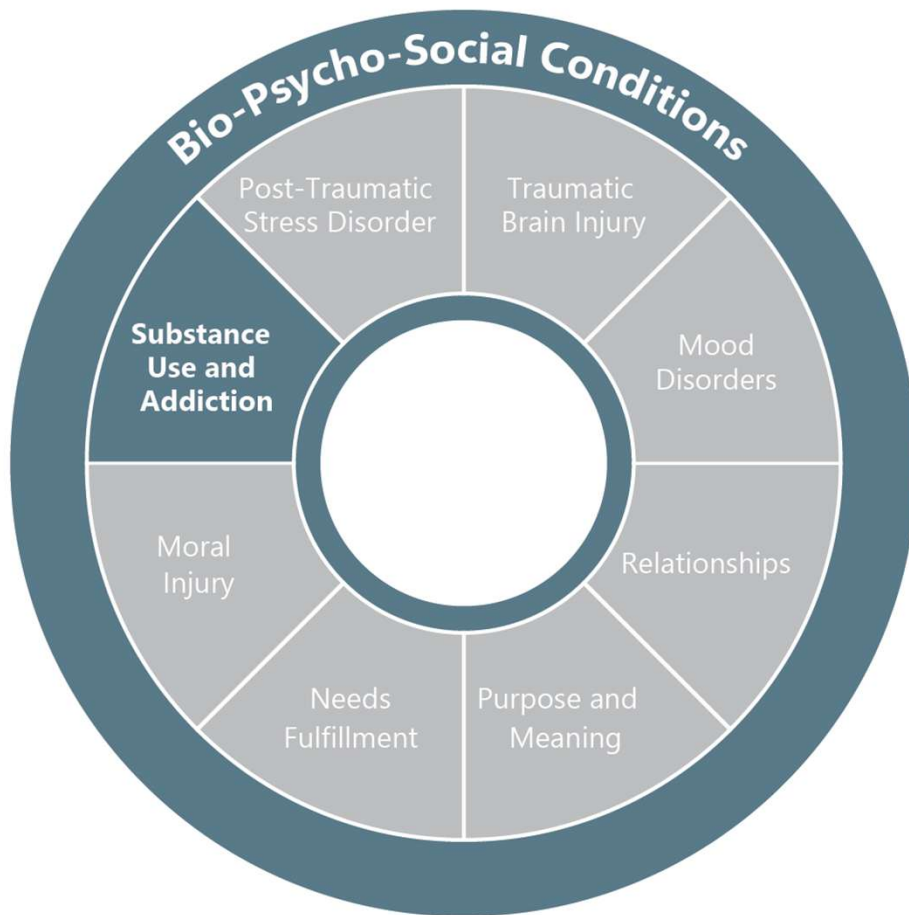 Bio-Psycho-Social Conditions
Post-Traumatic
Stress Disorder
Traumatic
Brain Injury
Mood
Disorders
Relationships
Purpose and
Meaning
Needs
Fulfillment
Moral
Injury
Substance
Use and
Addiction